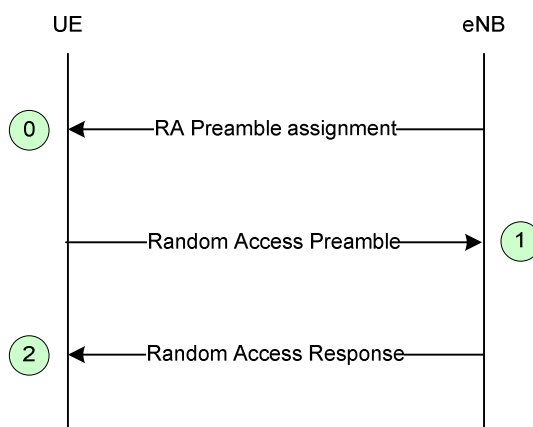 UE
eNB
0
RA Preamble assignment
Random Access Preamble
1
2
Random Access Response